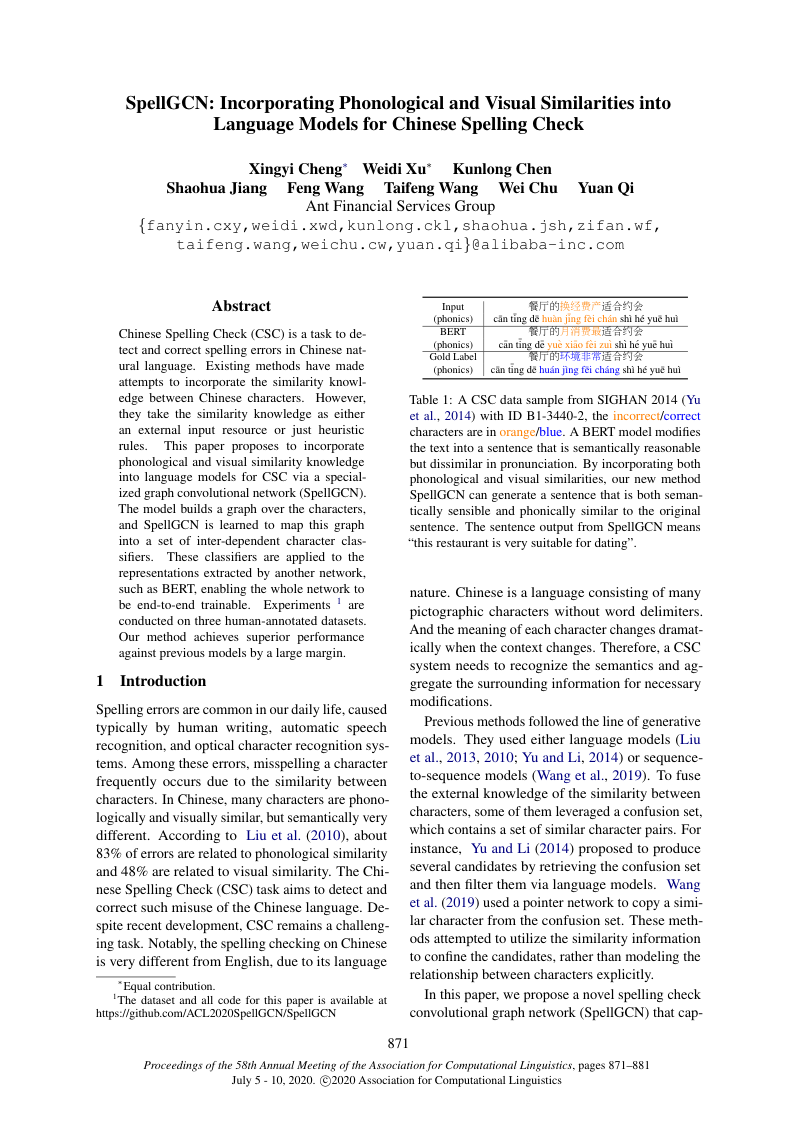 SpellGCN: Incorporating Phonological and Visual Similarities into
Language Models for Chinese Spelling Check
Xingyi Cheng* Weidi Xu* Kunlong Chen
Shaohua Jiang Feng Wang Taifeng Wang Wei Chu Yuan Qi
Ant Financial Services Group
{fanyin.cxy,weidi.xwd,kunlong.ckl,shaohua.jsh,zifan.wf,
taifeng.wang,weichu.cw,yuan.qi}@alibaba-inc.com
Abstract
Chinese Spelling Check (CSC) is a task to de-
tect and correct spelling errors in Chinese nat-
ural language. Existing methods have made
attempts to incorporate the similarity knowl-
edge between Chinese characters. However,
they take the similarity knowledge as either
an external input resource or just heuristic
rules. This paper proposes to incorporate
phonological and visual similarity knowledge
into language models for CSC via a special-
ized graph convolutional network (SpellGCN).
The model builds a graph over the characters,
and SpellGCN is learned to map this graph
into a set of inter-dependent character clas-
sifiers. These classifiers are applied to the
representations extracted by another network,
such as BERT, enabling the whole network to
be end-to-end trainable. Experiments 1 are
conducted on three human-annotated datasets.
Our method achieves superior performance
against previous models by a large margin.
1 Introduction
Spelling errors are common in our daily life, caused
typically by human writing, automatic speech
recognition, and optical character recognition sys-
tems. Among these errors, misspelling a character
frequently occurs due to the similarity between
characters. In Chinese, many characters are phono-
logically and visually similar, but semantically very
different. According to Liu et al. (2010), about
83% of errors are related to phonological similarity
and 48% are related to visual similarity. The Chi-
nese Spelling Check (CSC) task aims to detect and
correct such misuse of the Chinese language. De-
spite recent development, CSC remains a challeng-
ing task. Notably, the spelling checking on Chinese
is very different from English, due to its language
*Equal contribution.
1The dataset and all code for this paper is available at
https://github.com/ACL2020SpellGCN/SpellGCN
Input 餐厅的换经费产适合约会
(phonics) cān tīng dē huàn jīng fèi chǎn shì hé yuē huì
BERT 餐厅的月消费最适合约会
(phonics) cān tīng dē yuè xiāo fèi zuì shì hé yuē huì
Gold Label 餐厅的环境非常适合约会
(phonics) cān tīng dē huán jìng fēi cháng shì hé yuē huì
Table 1: A CSC data sample from SIGHAN 2014 (Yu
et al., 2014) with ID B1-3440-2, the incorrect/correct
characters are in orange/blue. A BERT model modifies
the text into a sentence that is semantically reasonable
but dissimilar in pronunciation. By incorporating both
phonological and visual similarities, our new method
SpellGCN can generate a sentence that is both seman-
tically sensible and phonically similar to the original
sentence. The sentence output from SpellGCN means
“this restaurant is very suitable for dating”.
nature. Chinese is a language consisting of many
pictographic characters without word delimiters.
And the meaning of each character changes dramat-
ically when the context changes. Therefore, a CSC
system needs to recognize the semantics and ag-
gregate the surrounding information for necessary
modifications.
Previous methods followed the line of generative
models. They used either language models (Liu
et al., 2013, 2010; Yu and Li, 2014) or sequence-
to-sequence models (Wang et al., 2019). To fuse
the external knowledge of the similarity between
characters, some of them leveraged a confusion set,
which contains a set of similar character pairs. For
instance, Yu and Li (2014) proposed to produce
several candidates by retrieving the confusion set
and then filter them via language models. Wang
et al. (2019) used a pointer network to copy a simi-
lar character from the confusion set. These meth-
ods attempted to utilize the similarity information
to confine the candidates, rather than modeling the
relationship between characters explicitly.
In this paper, we propose a novel spelling check
convolutional graph network (SpellGCN) that cap-
871
Proceedings of the 58th Annual Meeting of the Association for Computational Linguistics, pages 871–881
July 5 - 10, 2020. ©2020 Association for Computational Linguistics